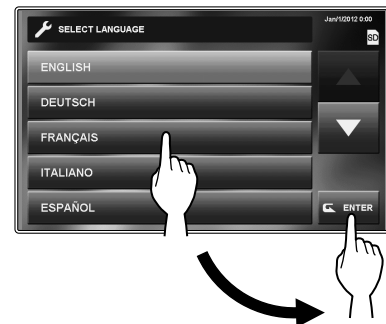 SELECT LANGUAGE
Jan/1/2012 0:00
SD
ENGLISH
DEUTSCH
FRANÇAIS
ITALIANO
ESPAÑOL
ENTER